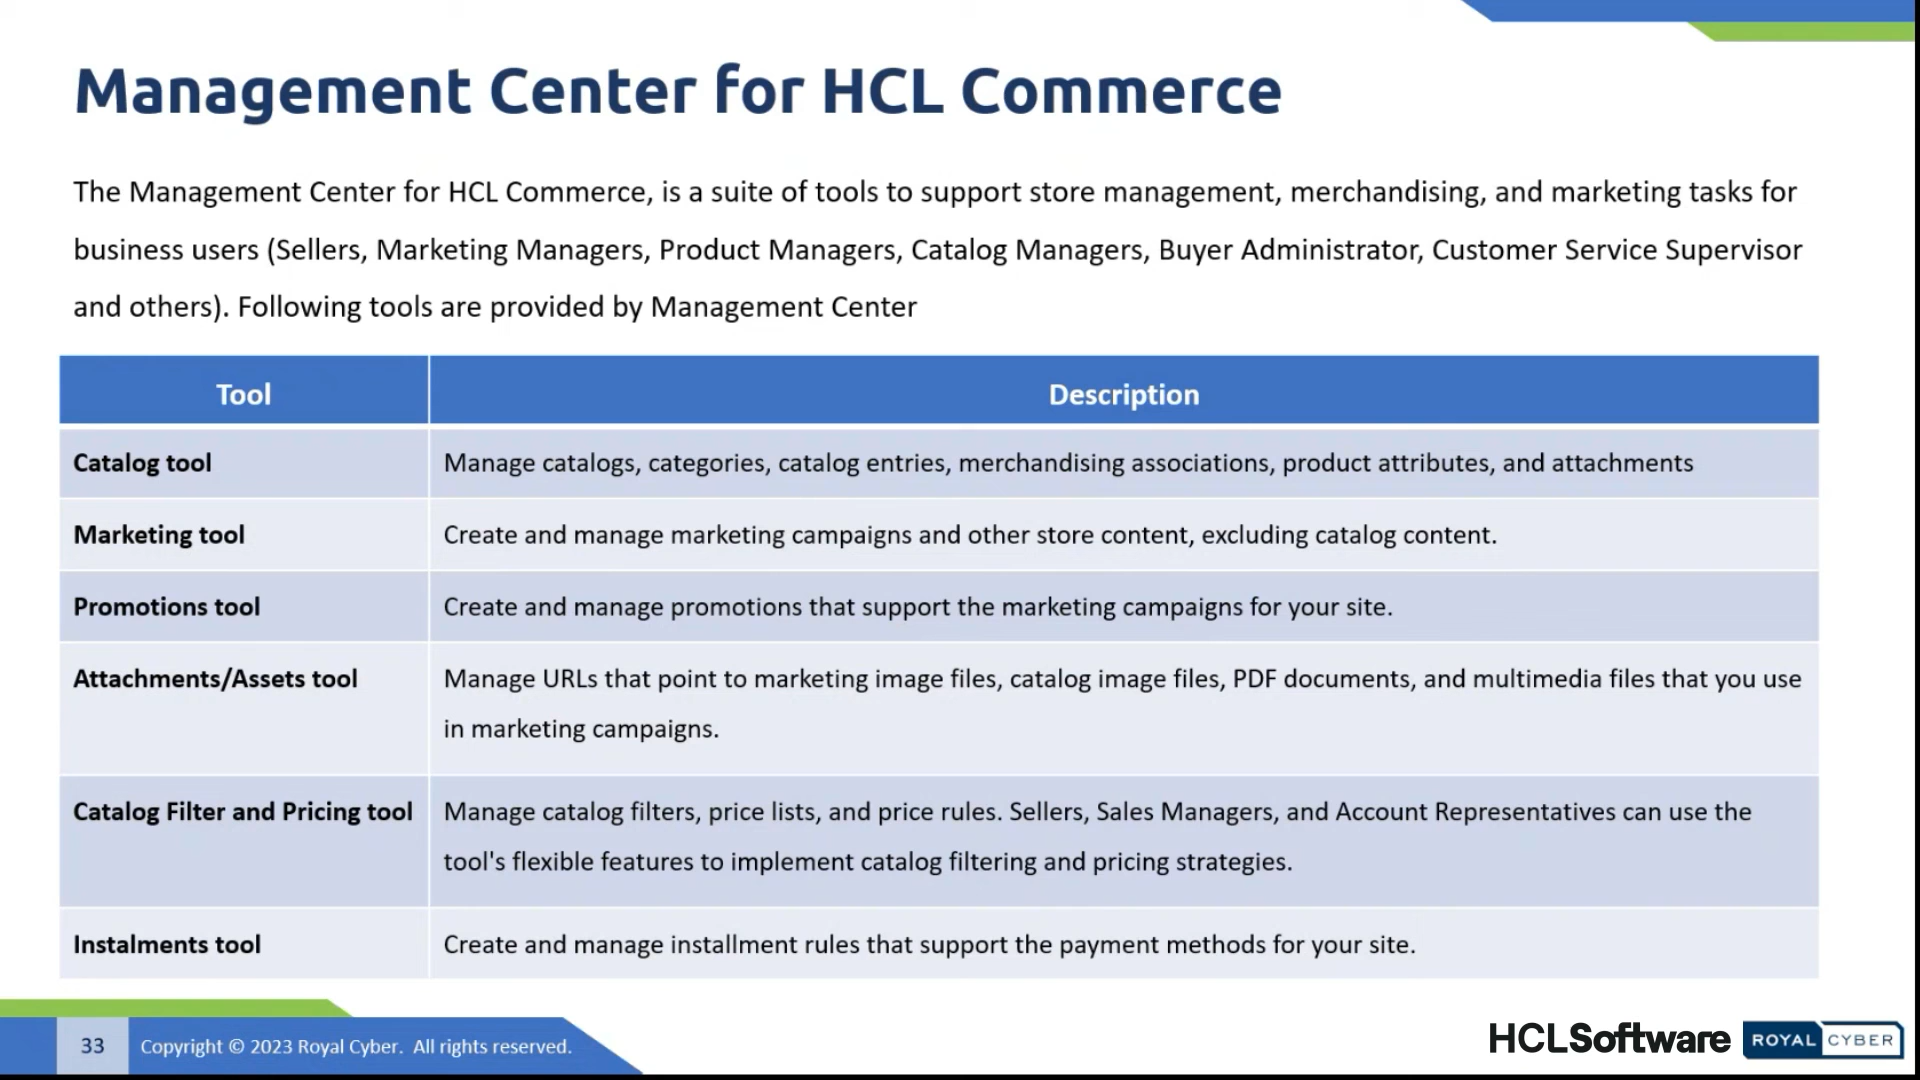 Management Center for HCL Commerce
The Management Center for HCL Commerce, is a suite of tools to support store management, merchandising, and marketing tasks for
business users (Sellers, Marketing Managers, Product Managers, Catalog Managers, Buyer Administrator, Customer Service Supervisor
and others). Following tools are provided by Management Center
Tool Description
Catalog tool Manage catalogs, categories, catalog entries, merchandising associations, product attributes, and attachments
Marketing tool Create and manage marketing campaigns and other store content, excluding catalog content.
Promotions tool Create and manage promotions that support the marketing campaigns for your site.
Attachments/Assets tool Manage URLs that point to marketing image files, catalog image files, PDF documents, and multimedia files that you use
in marketing campaigns.
Catalog Filter and Pricing tool Manage catalog filters, price lists, and price rules. Sellers, Sales Managers, and Account Representatives can use the
tool's flexible features to implement catalog filtering and pricing strategies.
Instalments tool Create and manage installment rules that support the payment methods for your site.
33 Copyright © 2023 Royal Cyber. All rights reserved. HCLSoftware ROYAL CYBER